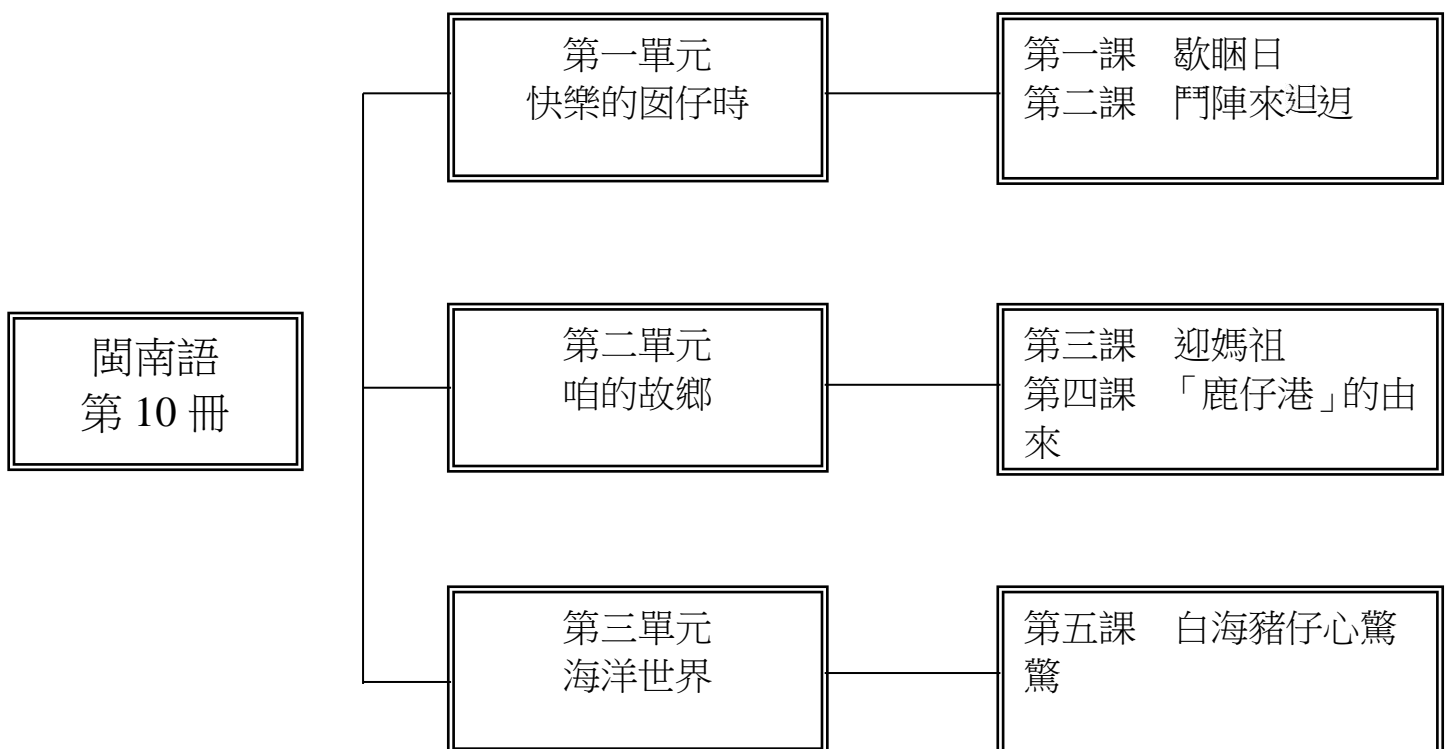 閩南語
第 10 冊
第一單元
快樂的囡仔時
第一課　歇睏日
第二課　鬥陣來𨑨迌
第二單元
咱的故鄉
第三課　迎媽祖
第四課　「鹿仔港」的由
來
第三單元
海洋世界
第五課　白海豬仔心驚
驚